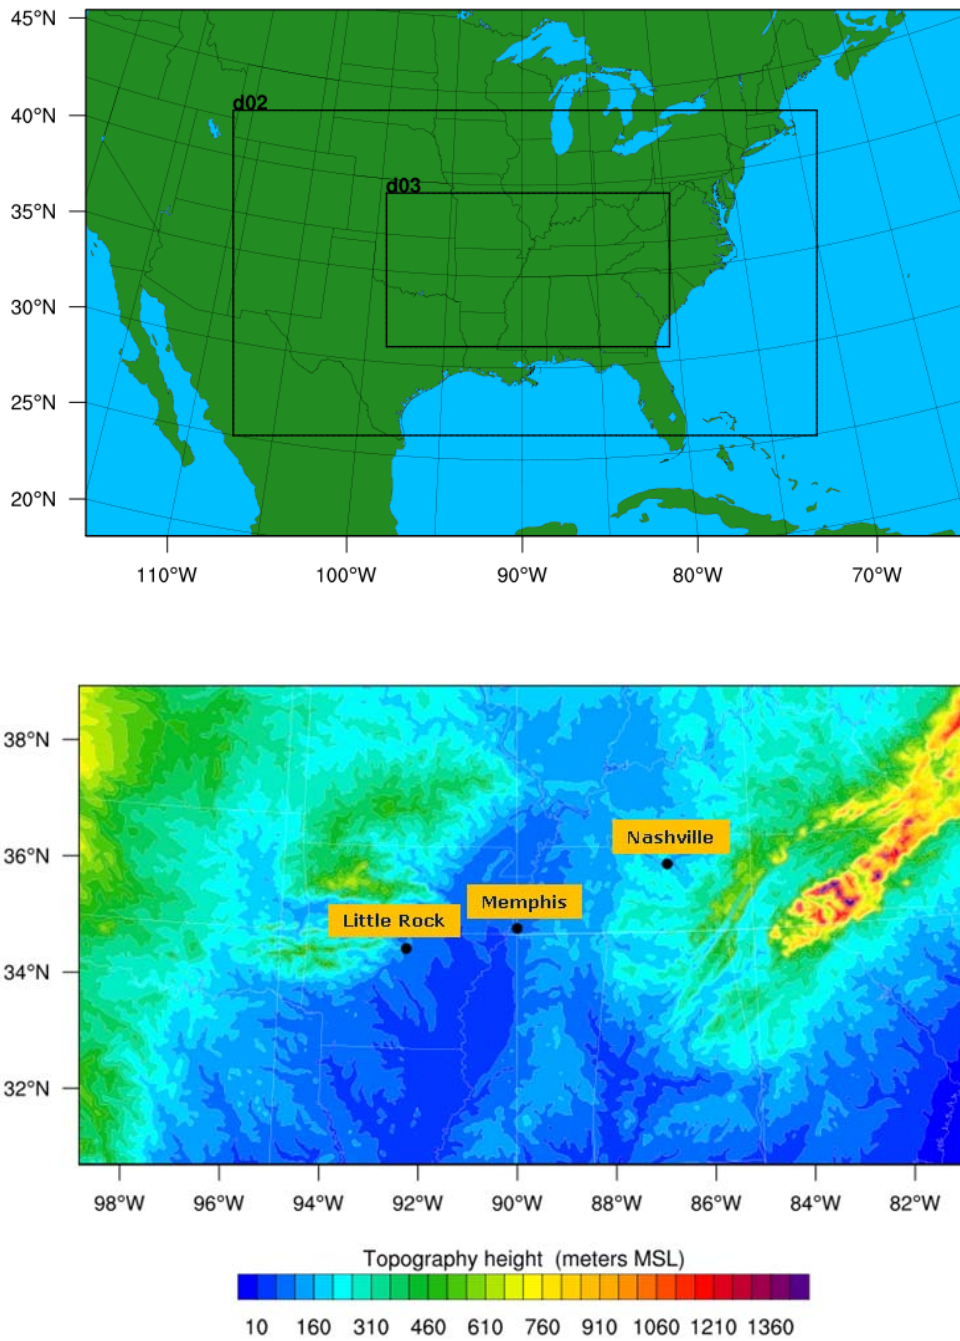 45°N
40°N
35°N
30°N
25°N
20°N
d02
d03
110°W 100°W 90°W 80°W 70°W
38°N
36°N
34°N
32°N
Nashville
Memphis
Little Rock
98°W 96°W 94°W 92°W 90°W 88°W 86°W 84°W 82°W
Topography height (meters MSL)
10 160 310 460 610 760 910 1060 1210 1360